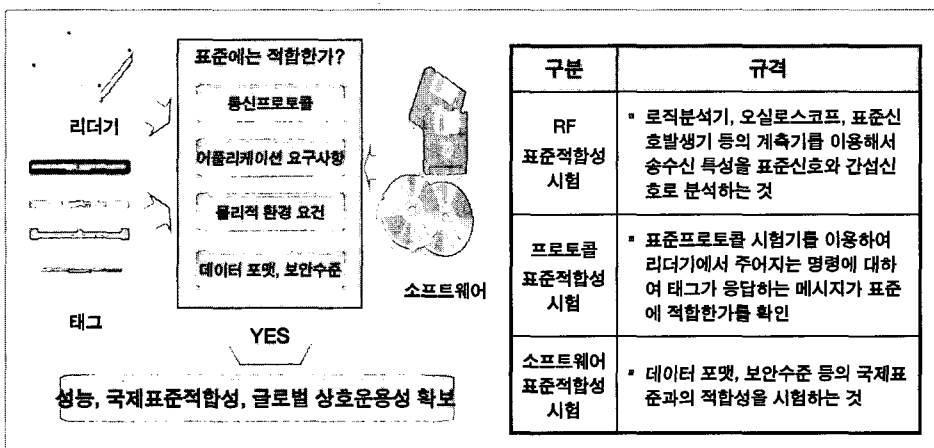 표준에는 적합한가?
통신프로토콜
어플리케이션 요구사항
물리적 환경 요건
데이터 포맷, 보안수준
리더기
태그
소프트웨어
YES
성능, 국제표준적합성, 글로벌 상호운용성 확보
구분
규격
RF
표준적합성
시험
▪ 로직분석기, 오실로스코프, 표준신
호발생기 등의 계측기를 이용해서
송수신 특성을 표준신호와 간섭신
호로 분석하는 것
프로토콜
표준적합성
시험
▪ 표준프로토콜 시험기를 이용하여
리더기에서 주어지는 명령에 대하
여 태그가 응답하는 메시지가 표준
에 적합한가를 확인
소프트웨어
표준적합성
시험
▪ 데이터 포맷, 보안수준 등의 국제표
준과의 적합성을 시험하는 것